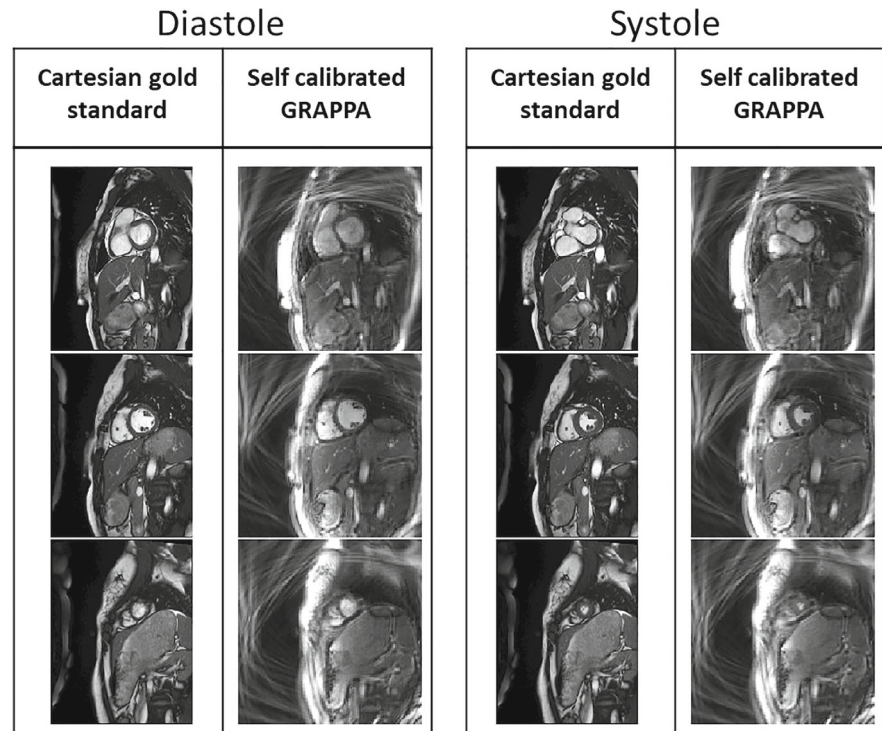 Diastole
Systole
Cartesian gold
standard
Self calibrated
GRAPPA
Cartesian gold
standard
Self calibrated
GRAPPA